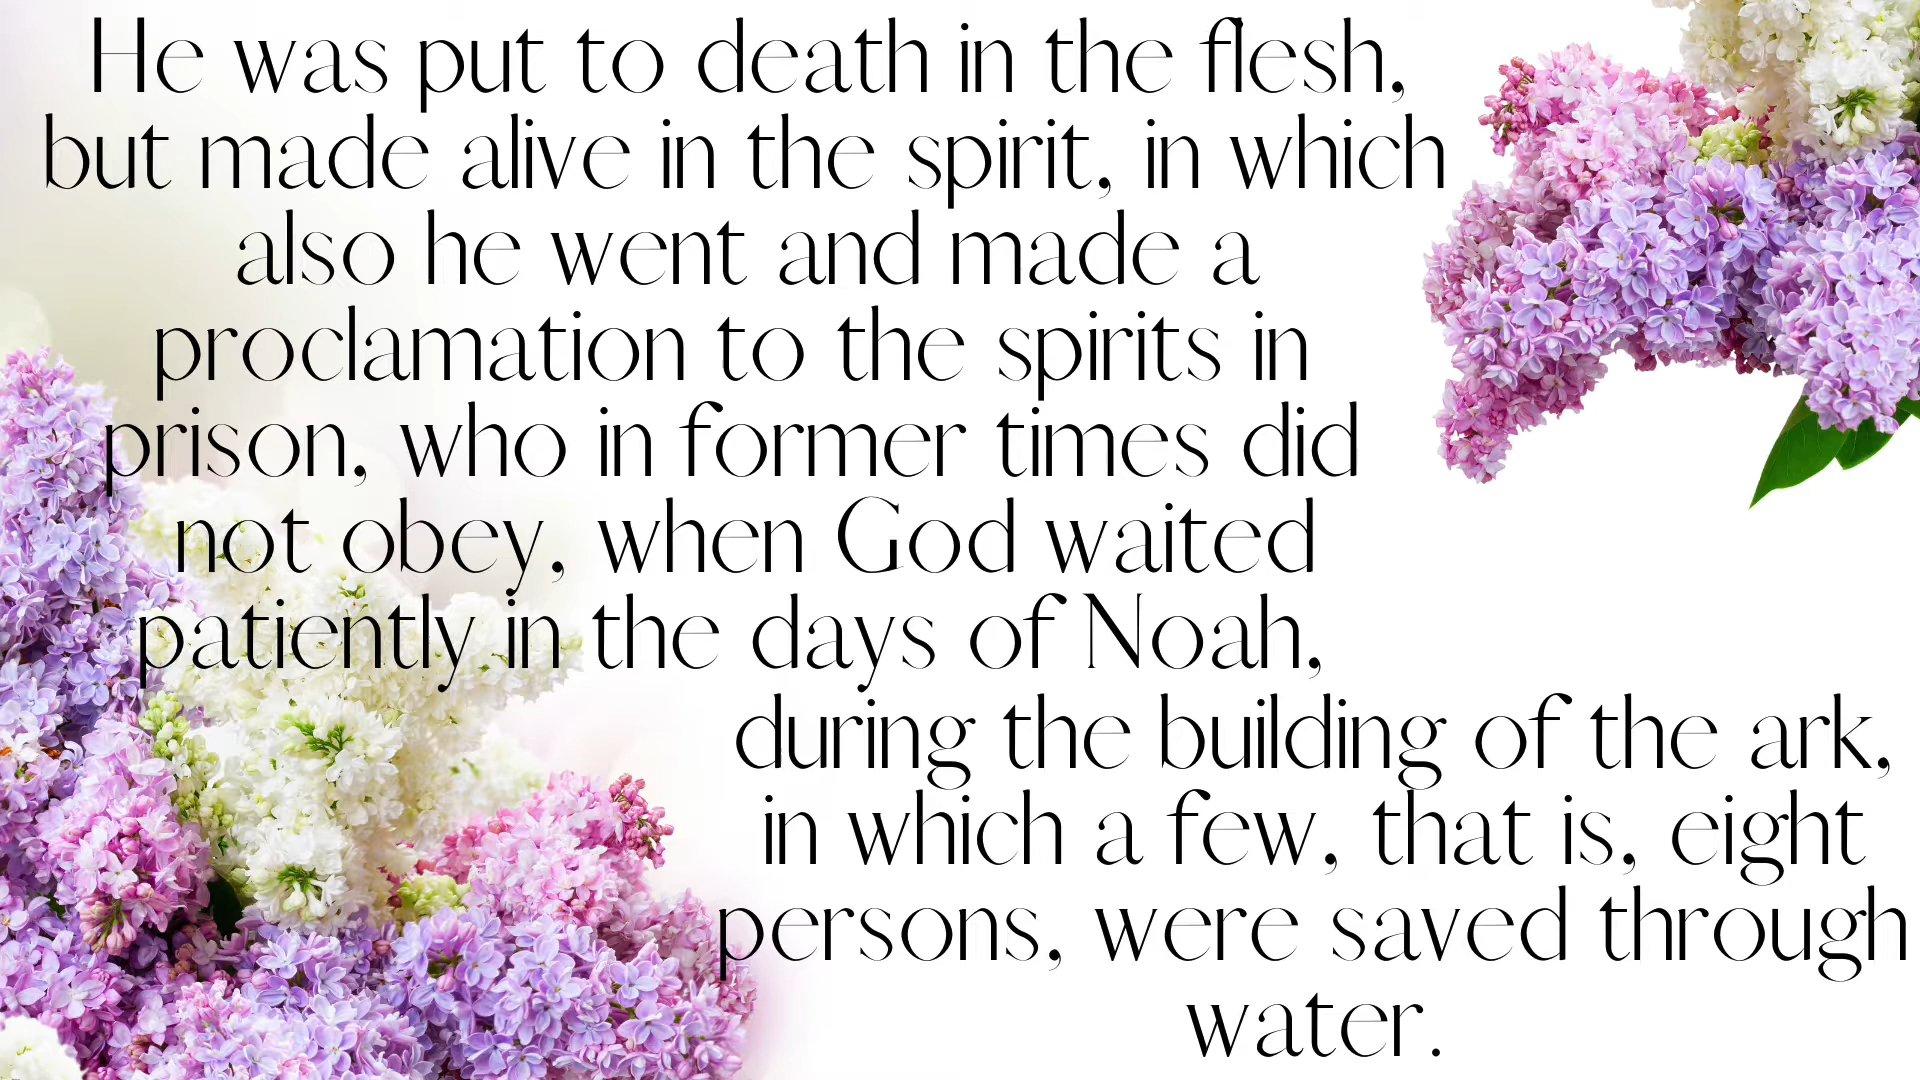 He was put to death in the flesh,
but made alive in the spirit, in which
also he went and made a
proclamation to the spirits in
prison, who in former times did
not obey, when God waited
patiently in the days of Noah,
during the building of the ark,
in which a few, that is, eight
persons, were saved through
water.